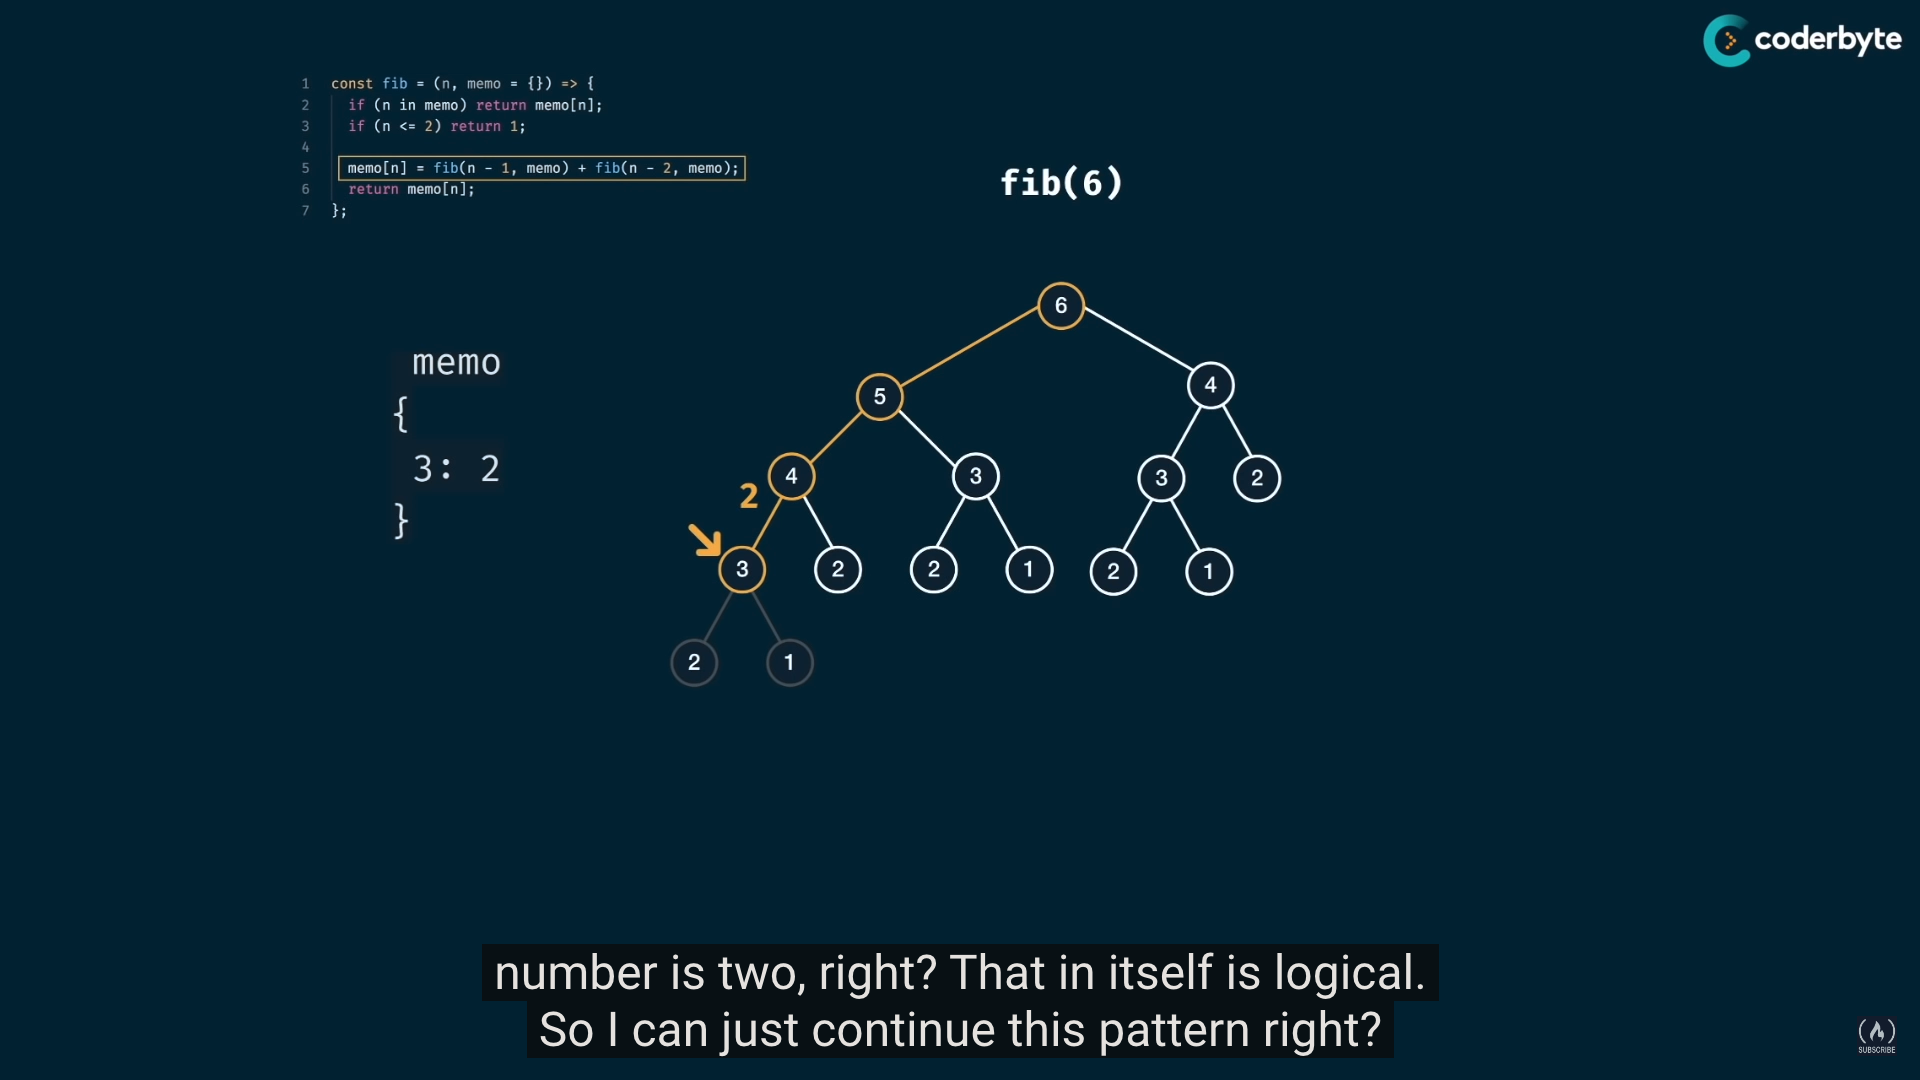 coderbyte
1 const fib = (n, memo = {}) => {
2 if (n in memo) return memo[n];
3 if (n <= 2) return 1;
4
5 memo[n] = fib(n - 1, memo) + fib(n - 2, memo);
6 return memo[n];
7 };
fib(6)
6
5
4
memo
{
3: 2
}
4
3
3
2
2
3
2
2
1
2
1
2
1
number is two, right? That in itself is logical.
So I can just continue this pattern right?
SUBSCRIBE